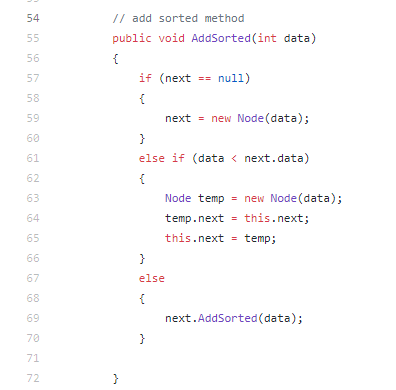 54 // add sorted method
55 public void AddSorted(int data)
56 {
57 if (next == null)
58 {
59 next = new Node(data);
60 }
61 else if (data < next.data)
62 {
63 Node temp = new Node(data);
64 temp.next = this.next;
65 this.next = temp;
66 }
67 else
68 {
69 next.AddSorted(data);
70 }
71
72 }